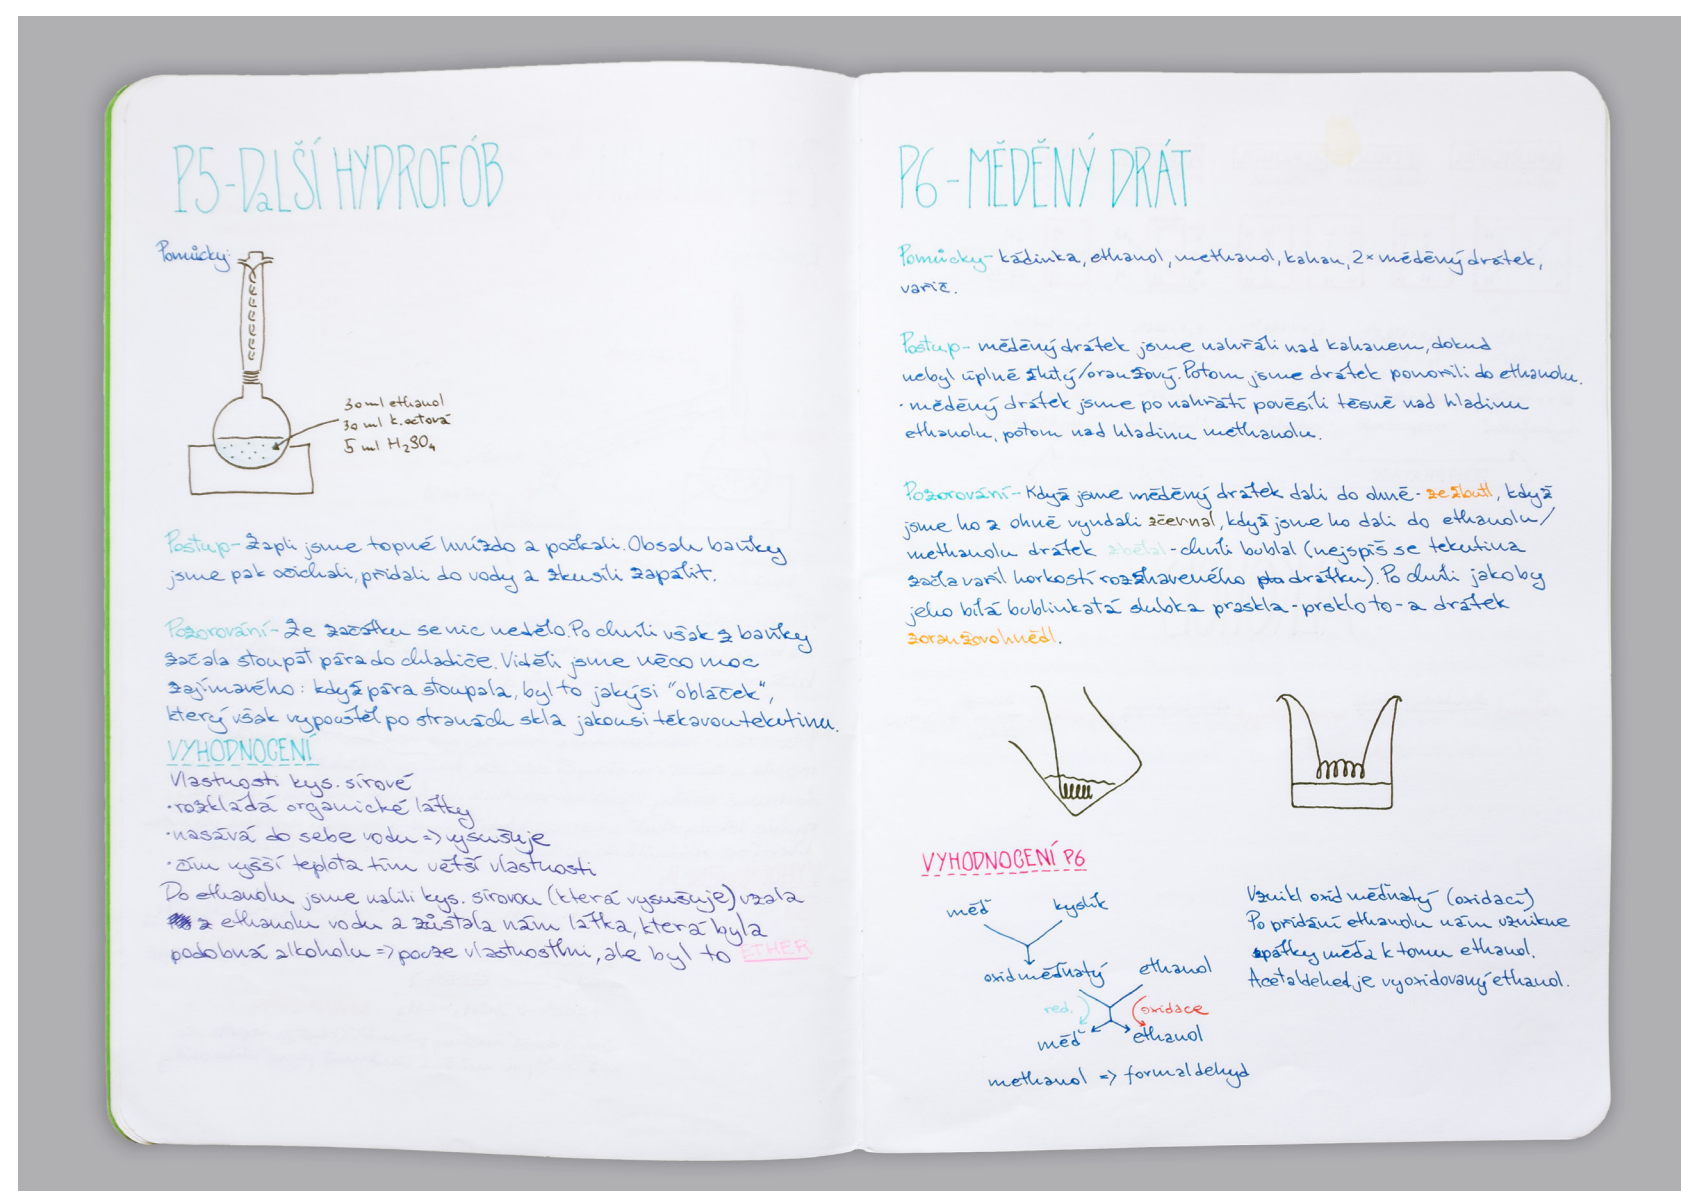 P5-DaLŠÍ HYDROFÓB
Pomůcky:
30 ml ethanol
30 ml k. octová
5 ml H₂SO₄
Postup- Zapli jsme topné hnízdo a počkali. Obsah baňky
jsme pak očichali, přidali do vody a zkusili zapálit.
Pozorování- Ze začátku se nic nedělo. Po chvíli však z baňky
začala stoupat pára do chladiče. Viděli jsme něco moc
zajímavého: když pára stoupala, byl to jakýsi "obláček",
který však vypouštěl po stranách skla jakousi tékavou tekutinu.
VYHODNOCENÍ
Vlastnosti kys. sírové
·rozkládá organické látky
·nasává do sebe vodu => vysušuje
·čím vyšší teplota tím větší vlastnosti
Do ethanolu jsme nalili kys. sírovou (která vysušuje) vzala
z ethanolu vodu a zůstala nám látka, která byla
podobná alkoholu => pouze vlastnostmi, ale byl to ETHER
P6-MĚDĚNÝ DRÁT
Pomůcky- kádinka, ethanol, methanol, kahan, 2× měděný drátek,
vařič.
Postup- měděný drátek jsme nahřáli nad kahanem, dokud
nebyl úplně žlutý/oranžový. Potom jsme drátek ponořili do ethanolu.
·měděný drátek jsme po nahřátí pověsili těsně nad hladinu
ethanolu, potom nad hladinu methanolu.
Pozorování- Když jsme měděný drátek dali do ohně- zežloutl, když
jsme ho z ohně vyndali zčernal, když jsme ho dali do ethanolu/
methanolu drátek zbělal-chvíli bublal (nejspíš se tekutina
začla vařit horkostí rozžhaveného drátku). Po chvíli jakoby
jeho bílá bublinkatá slupka praskla-prsklo to-a drátek
zoranžovohnědl.
VYHODNOCENÍ P6
měď kyslík
oxid měďnatý ethanol
red. oxidace
měď ethanol
methanol => formaldehyd
Vznikl oxid měďnatý (oxidací)
Po přidání ethanolu nám vznikne
zpátky měď a k tomu ethanol.
Acetaldehed je vyoxidovaný ethanol.